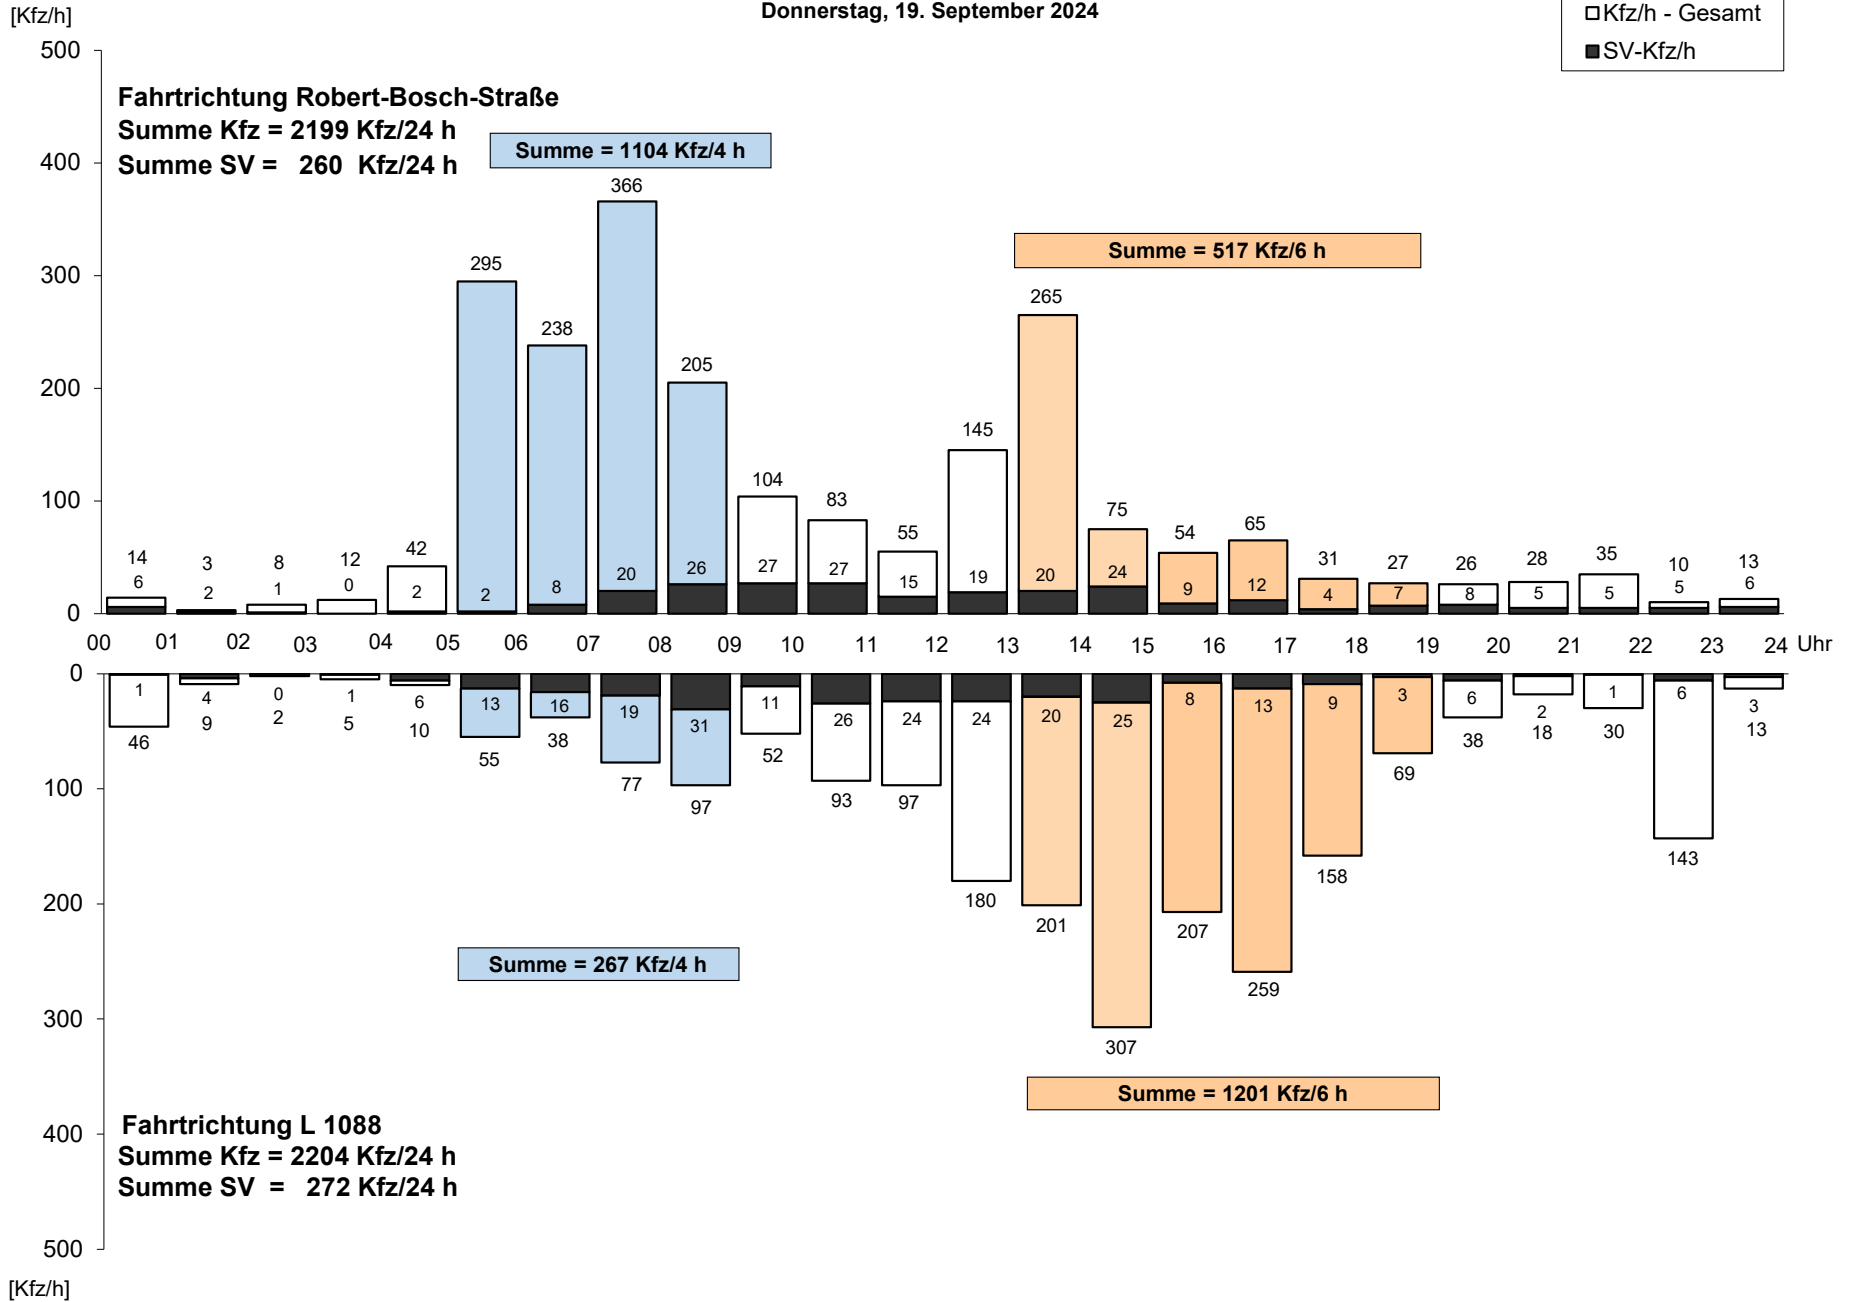 [Kfz/h]
Donnerstag, 19. September 2024
Kfz/h - Gesamt
SV-Kfz/h
500
Fahrtrichtung Robert-Bosch-Straße
Summe Kfz = 2199 Kfz/24 h
Summe SV = 260 Kfz/24 h
Summe = 1104 Kfz/4 h
Summe = 517 Kfz/6 h
400
300
200
100
0
14 3 8 12 42 295 238 366 205 104 83 55 145 265 75 54 65 31 27 26 28 35 10 13
6 2 1 0 2 2 8 20 26 27 27 15 19 20 24 9 12 4 7 8 5 5 5 6
00 01 02 03 04 05 06 07 08 09 10 11 12 13 14 15 16 17 18 19 20 21 22 23 24 Uhr
0
1 4 0 1 6 13 16 19 31 11 26 24 24 20 25 8 13 9 3 6 2 1 6 3
46 9 2 5 10 55 38 77 97 52 93 97 180 201 307 207 259 158 69 38 18 30 143 13
100
200
300
400
500
Summe = 267 Kfz/4 h
Summe = 1201 Kfz/6 h
Fahrtrichtung L 1088
Summe Kfz = 2204 Kfz/24 h
Summe SV = 272 Kfz/24 h
[Kfz/h]